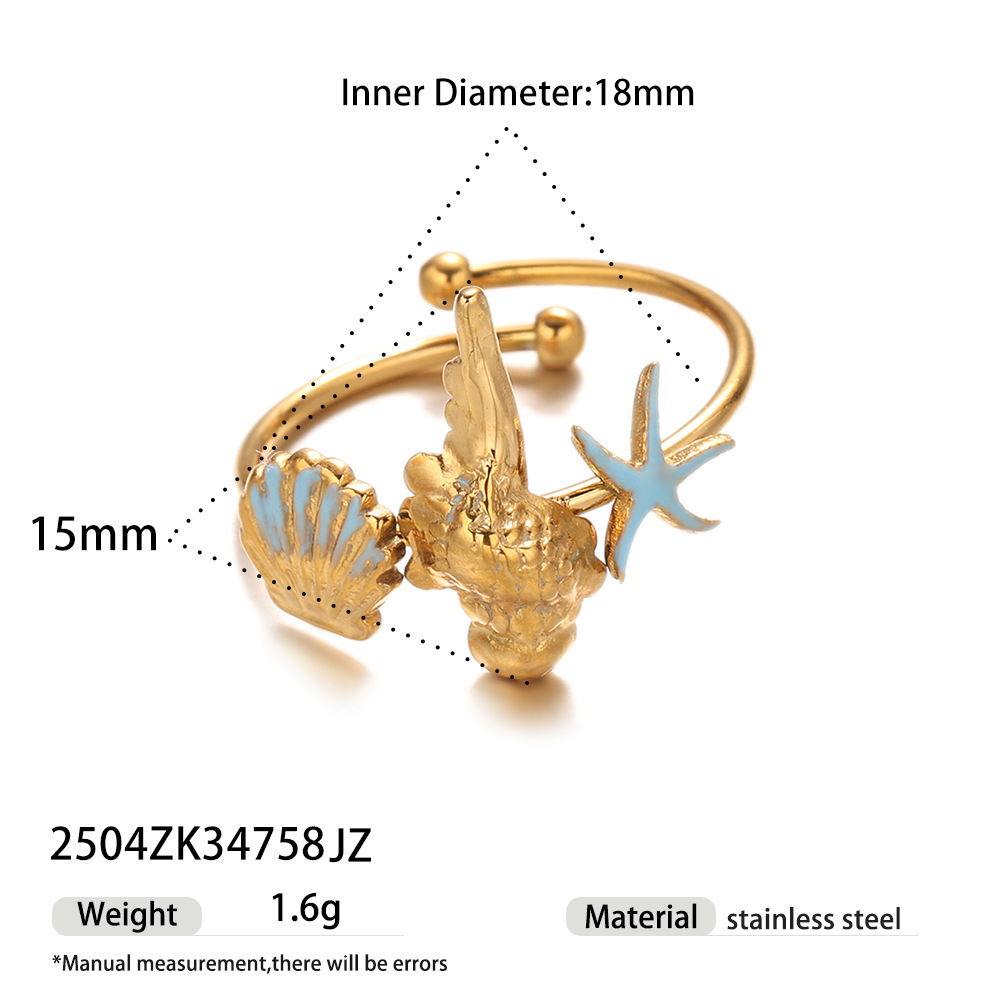 Inner Diameter:18mm
15mm
2504ZK34758JZ
Weight 1.6g
Material stainless steel
*Manual measurement,there will be errors